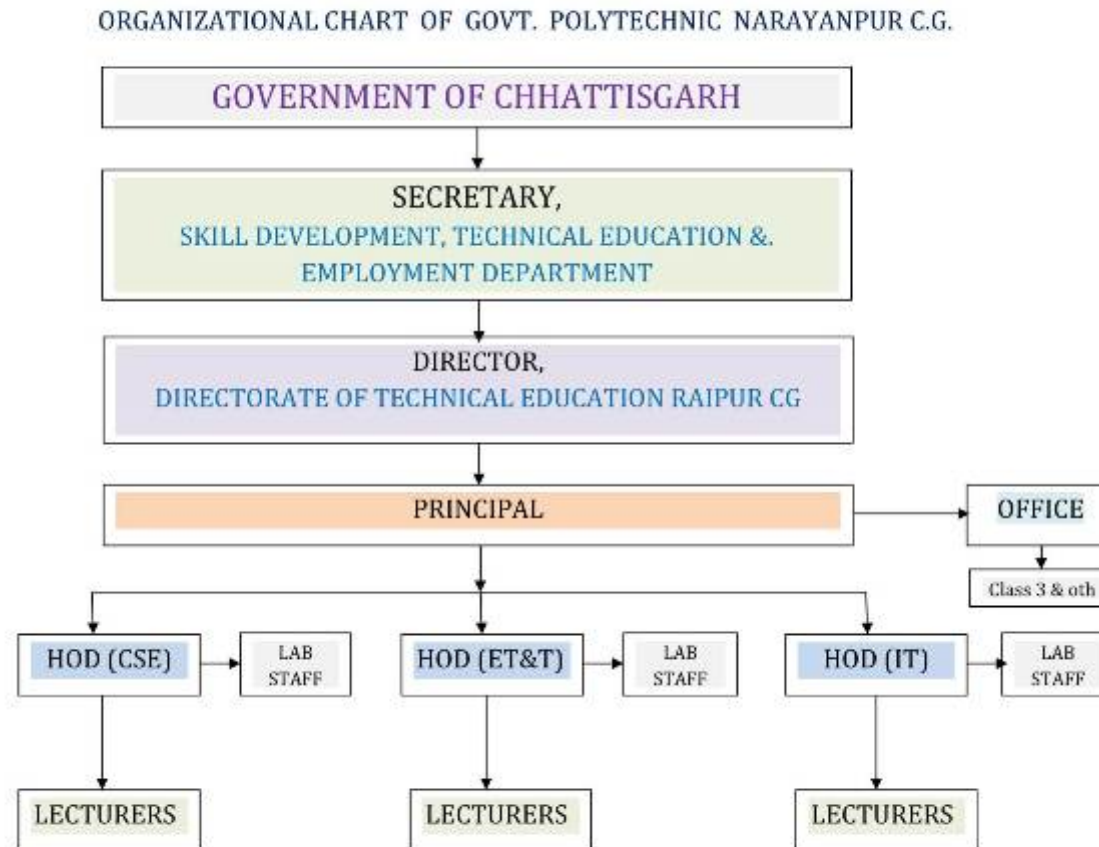 ORGANIZATIONAL CHART OF GOVT. POLYTECHNIC NARAYANPUR C.G.
GOVERNMENT OF CHHATTISGARH
SECRETARY,
SKILL DEVELOPMENT, TECHNICAL EDUCATION &.
EMPLOYMENT DEPARTMENT
DIRECTOR,
DIRECTORATE OF TECHNICAL EDUCATION RAIPUR CG
PRINCIPAL
OFFICE
Class 3 & oth
HOD (CSE)
LAB
STAFF
HOD (ET&T)
LAB
STAFF
HOD (IT)
LAB
STAFF
LECTURERS
LECTURERS
LECTURERS